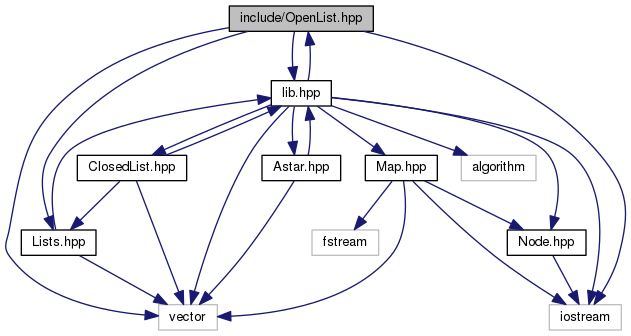 include/OpenList.hpp
lib.hpp
ClosedList.hpp
Astar.hpp
Map.hpp
algorithm
Lists.hpp
fstream
Node.hpp
vector
iostream